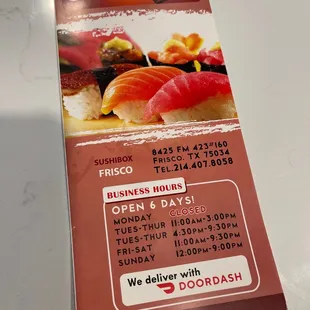 SUSHIBOX
FRISCO
8425 FM 423#160
FRISCO, TX 75034
TEL.214.407.8058
BUSINESS HOURS
OPEN 6 DAYS!
MONDAY CLOSED
TUES-THUR 11:00AM-3:00PM
TUES-THUR 4:30PM-9:30PM
FRI-SAT 11:00AM-9:30PM
SUNDAY 12:00PM-9:00PM
We deliver with
DOORDASH